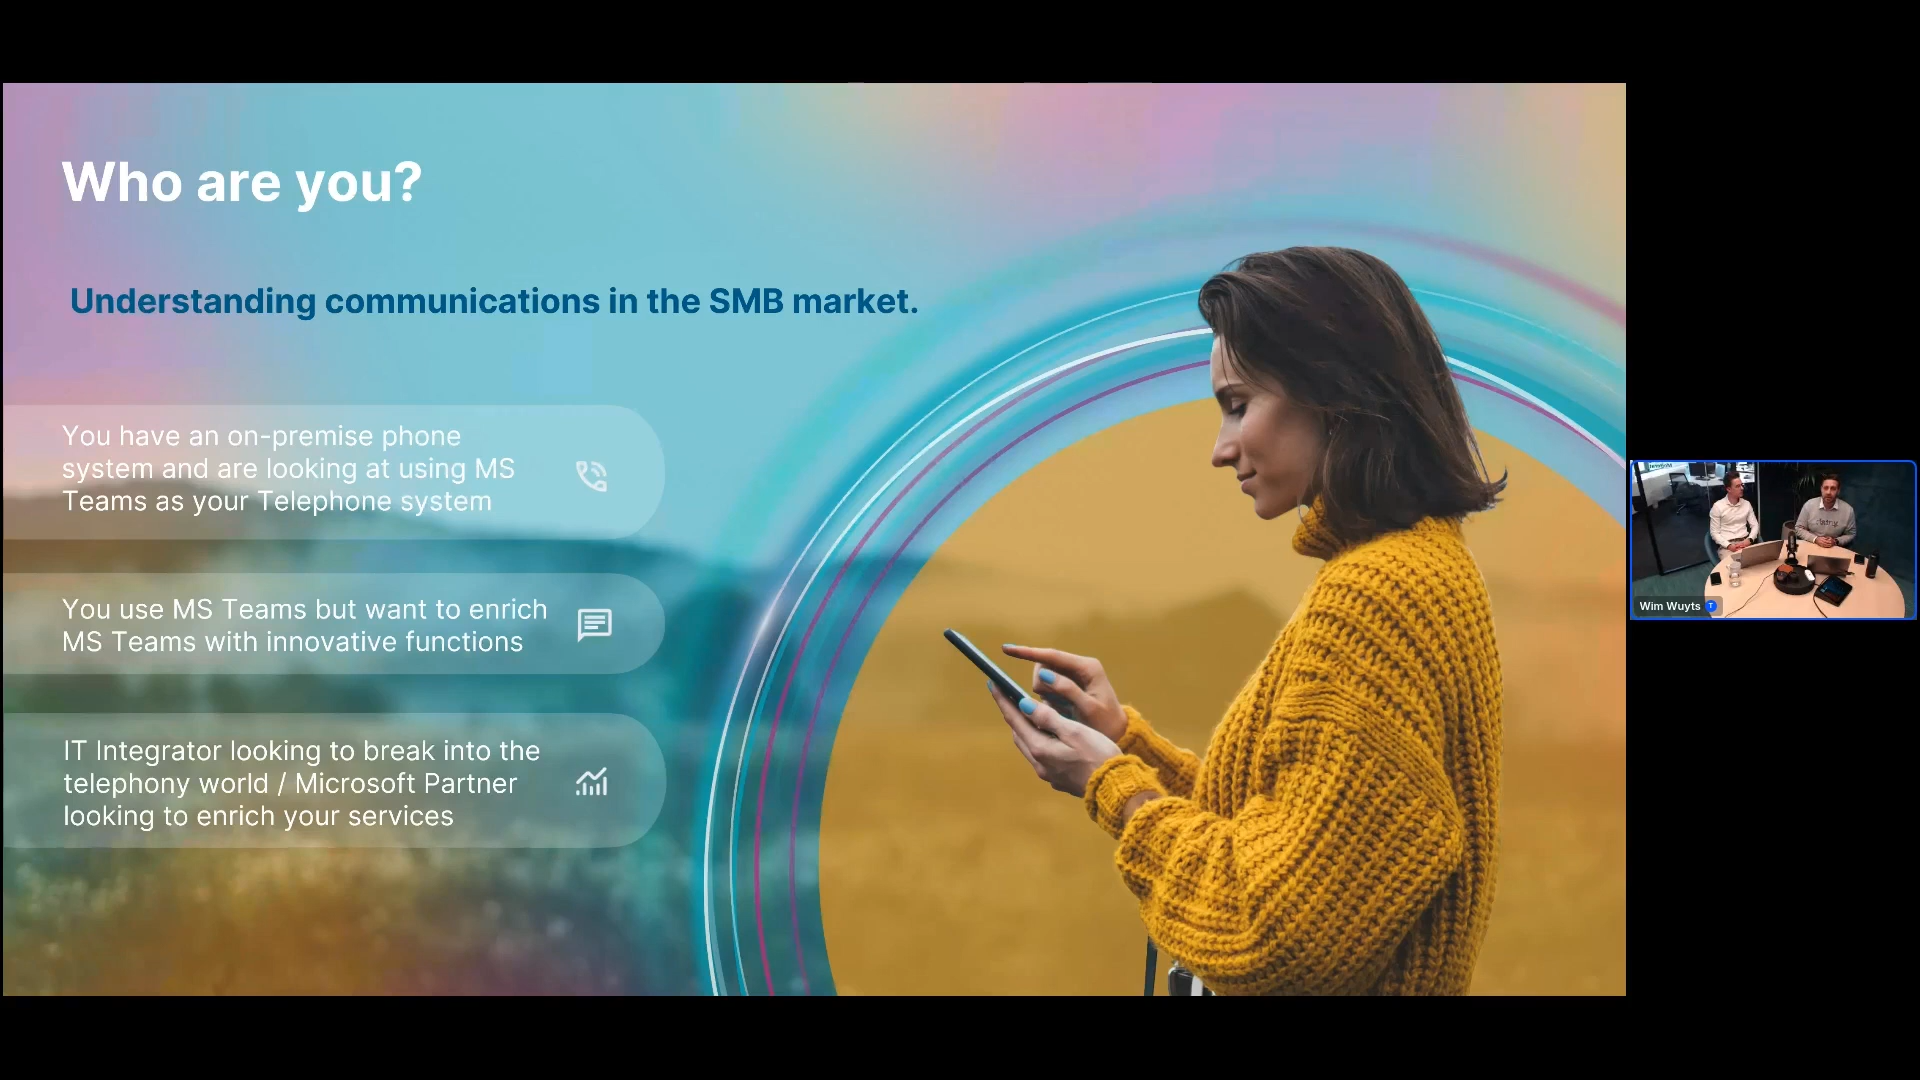 Who are you?
Understanding communications in the SMB market.
You have an on-premise phone
system and are looking at using MS
Teams as your Telephone system
You use MS Teams but want to enrich
MS Teams with innovative functions
IT Integrator looking to break into the
telephony world / Microsoft Partner
looking to enrich your services
Wim Wuyts